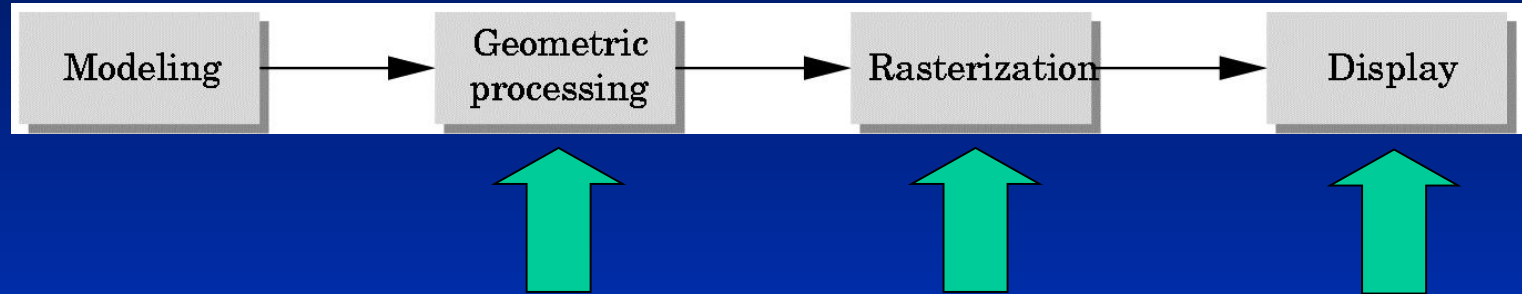 Modeling
Geometric
processing
Rasterization
Display